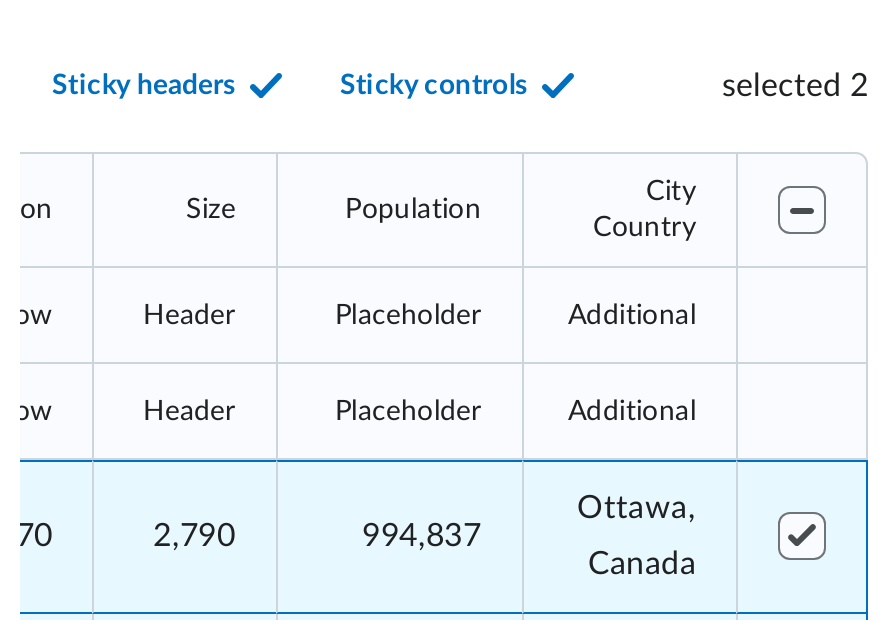 Sticky headers Sticky controls selected 2
on Size Population City
Country
ow Header Placeholder Additional
ow Header Placeholder Additional
70 2,790 994,837 Ottawa,
Canada